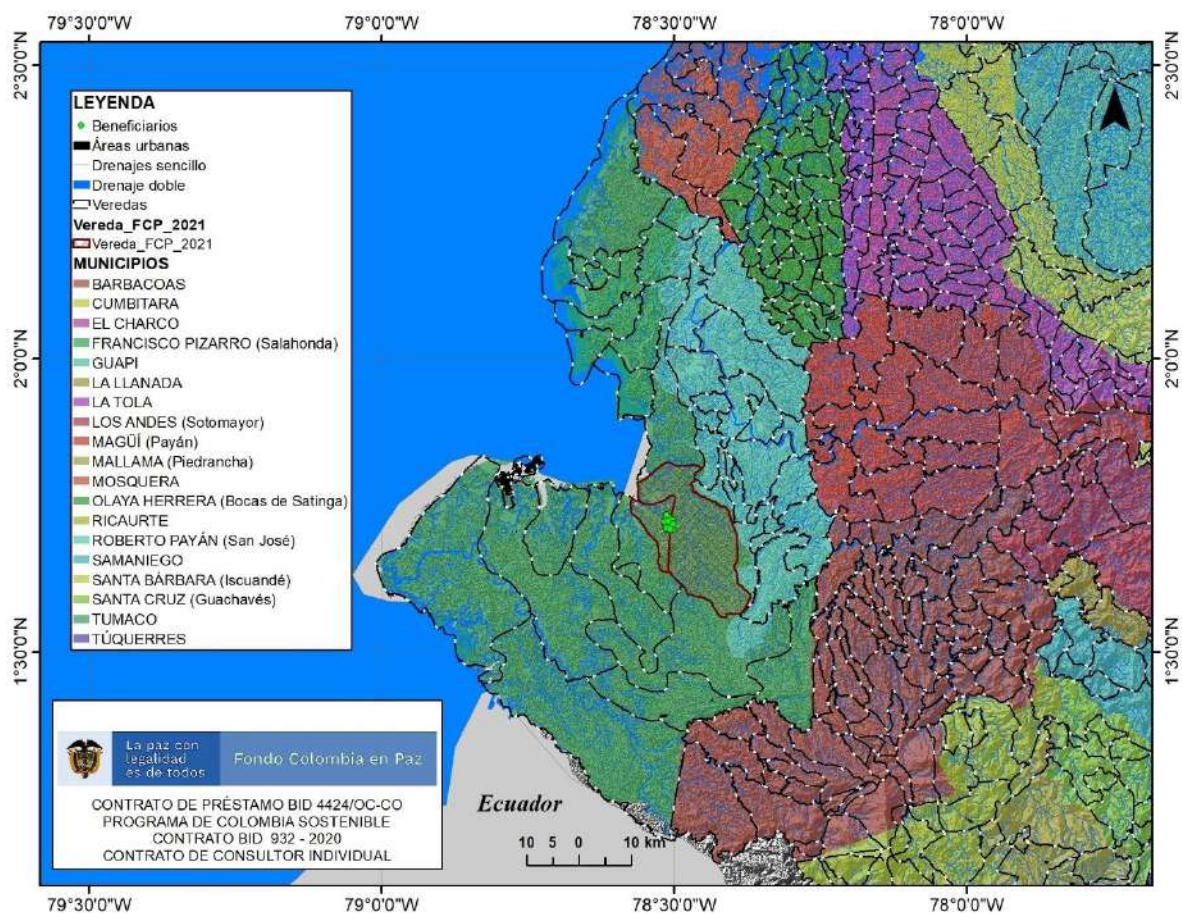 79°30'0"W 79°0'0"W 78°30'0"W 78°0'0"W
2°30'0"N 2°30'0"N
2°0'0"N 2°0'0"N
1°30'0"N 1°30'0"N
LEYENDA
Beneficiarios
Áreas urbanas
Drenajes sencillo
Drenaje doble
Veredas
Vereda_FCP_2021
Vereda_FCP_2021
MUNICIPIOS
BARBACOAS
CUMBITARA
EL CHARCO
FRANCISCO PIZARRO (Salahonda)
GUAPI
LA LLANADA
LA TOLA
LOS ANDES (Sotomayor)
MAGÜÍ (Payán)
MALLAMA (Piedrancha)
MOSQUERA
OLAYA HERRERA (Bocas de Satinga)
RICAURTE
ROBERTO PAYÁN (San José)
SAMANIEGO
SANTA BÁRBARA (Iscuandé)
SANTA CRUZ (Guachavés)
TUMACO
TÚQUERRES
La paz con
legalidad
es de todos
Fondo Colombia en Paz
CONTRATO DE PRÉSTAMO BID 4424/OC-CO
PROGRAMA DE COLOMBIA SOSTENIBLE
CONTRATO BID 932 - 2020
CONTRATO DE CONSULTOR INDIVIDUAL
Ecuador
10 5 0 10 km
79°30'0"W 79°0'0"W 78°30'0"W 78°0'0"W